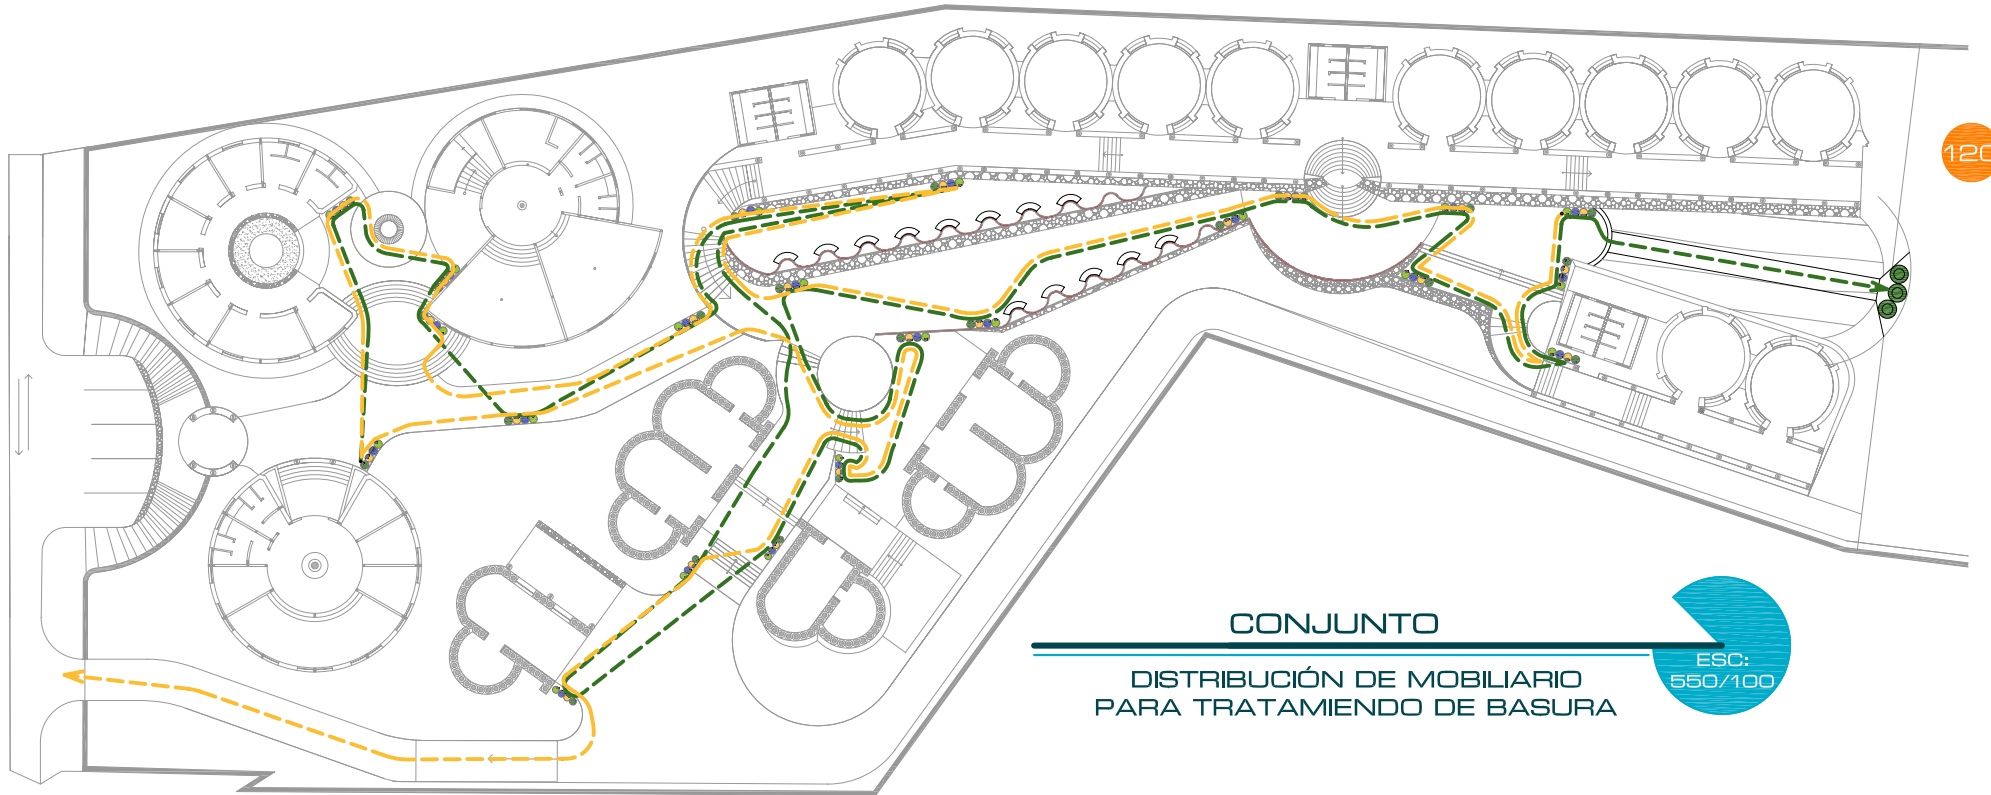 120
CONJUNTO
ESC:
550/100
DISTRIBUCIÓN DE MOBILIARIO
PARA TRATAMIENDO DE BASURA